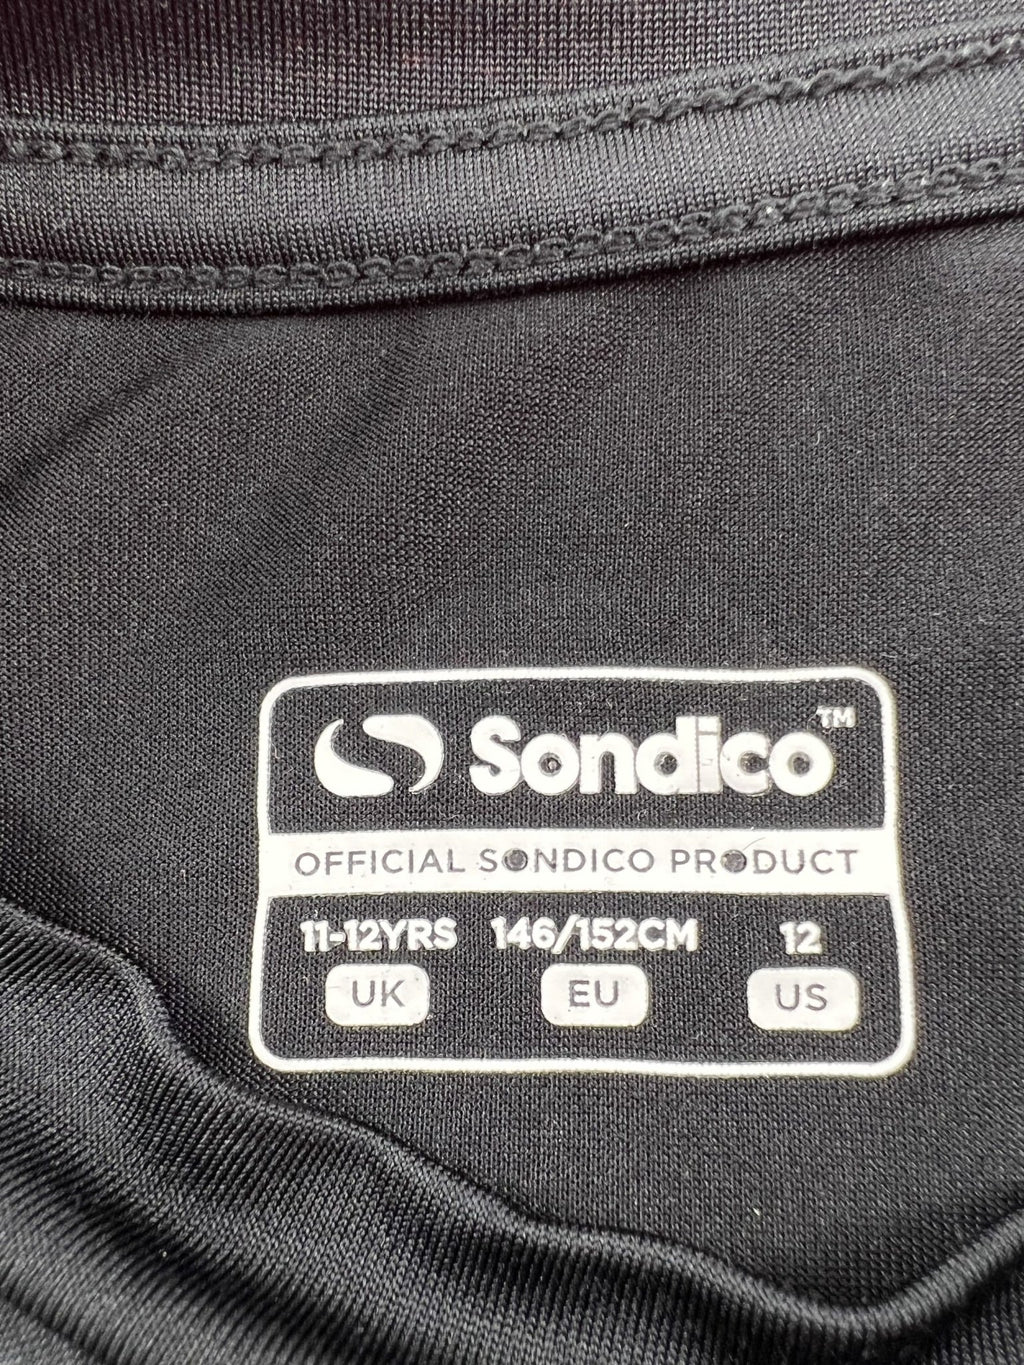 Sondico™
OFFICIAL SONDICO PRODUCT
11-12YRS 146/152CM 12
UK EU US